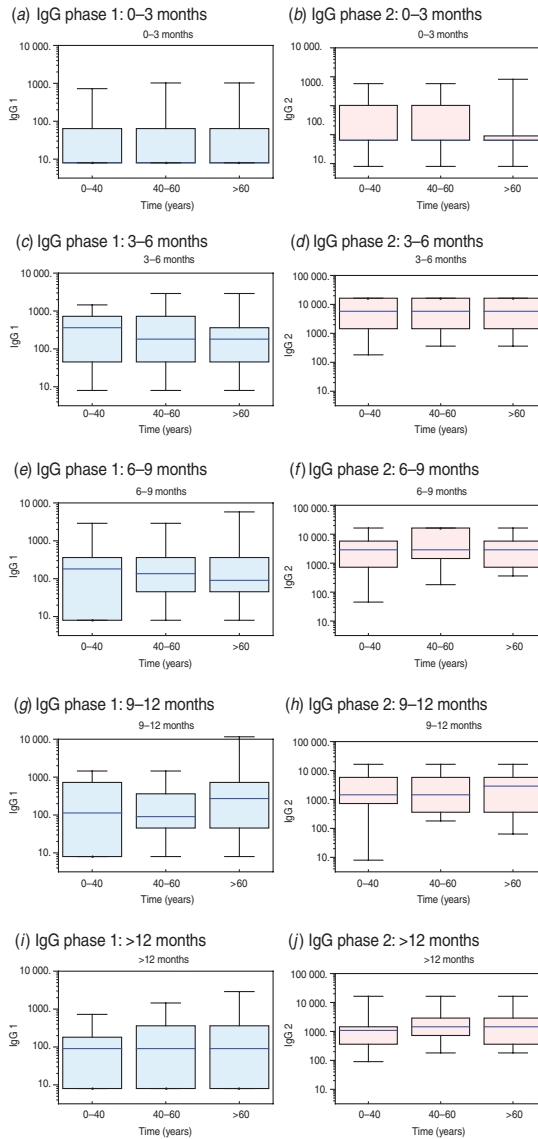 (a) IgG phase 1: 0–3 months
0–3 months
10 000.
1000.
100.
10.
IgG 1
0–40
40–60
>60
Time (years)
(b) IgG phase 2: 0–3 months
0–3 months
10 000.
1000.
100.
10.
IgG 2
0–40
40–60
>60
Time (years)
(c) IgG phase 1: 3–6 months
3–6 months
10 000.
1000.
100.
10.
IgG 1
0–40
40–60
>60
Time (years)
(d) IgG phase 2: 3–6 months
3–6 months
100 000.
10 000.
1000.
100.
10.
IgG 2
0–40
40–60
>60
Time (years)
(e) IgG phase 1: 6–9 months
6–9 months
10 000.
1000.
100.
10.
IgG 1
0–40
40–60
>60
Time (years)
(f) IgG phase 2: 6–9 months
6–9 months
100 000.
10 000.
1000.
100.
10.
IgG 2
0–40
40–60
>60
Time (years)
(g) IgG phase 1: 9–12 months
9–12 months
10 000.
1000.
100.
10.
IgG 1
0–40
40–60
>60
Time (years)
(h) IgG phase 2: 9–12 months
9–12 months
100 000.
10 000.
1000.
100.
10.
IgG 2
0–40
40–60
>60
Time (years)
(i) IgG phase 1: >12 months
>12 months
10 000.
1000.
100.
10.
IgG 1
0–40
40–60
>60
Time (years)
(j) IgG phase 2: >12 months
>12 months
100 000.
10 000.
1000.
100.
10.
IgG 2
0–40
40–60
>60
Time (years)